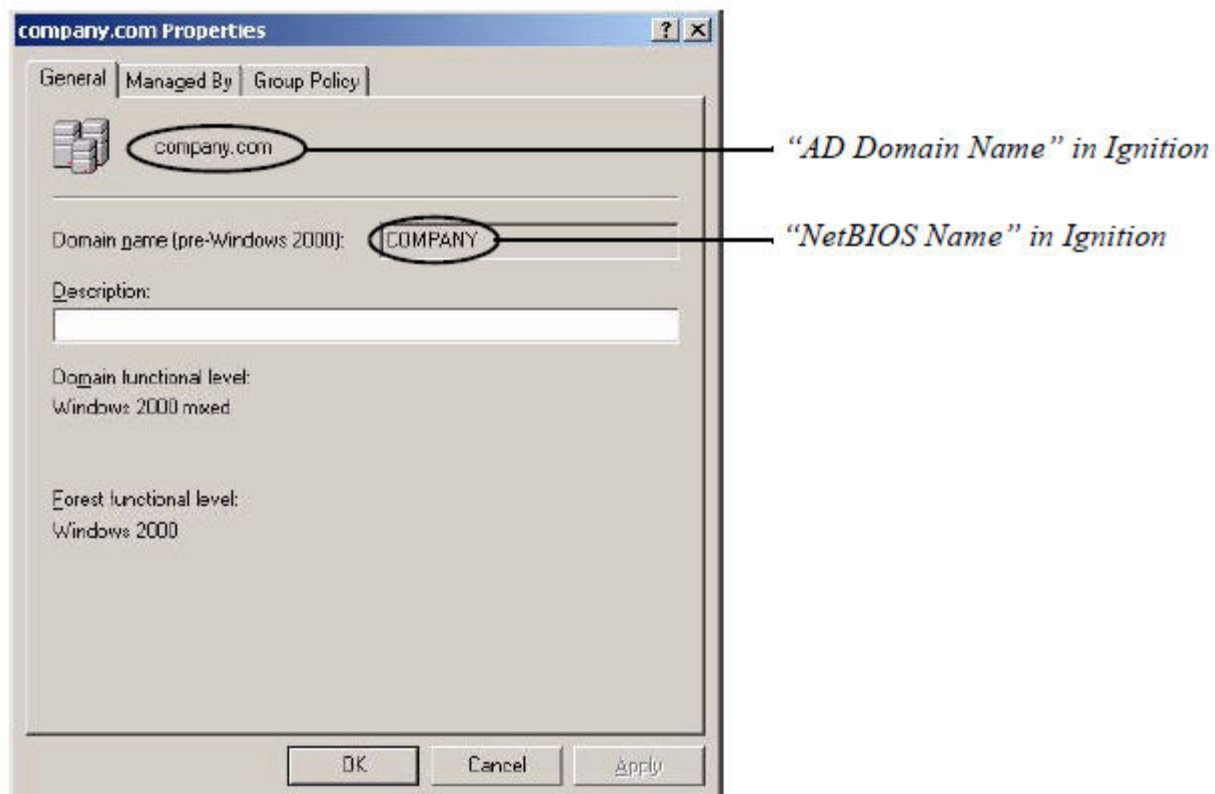 company.com Properties
General Managed By Group Policy
company.com
"AD Domain Name" in Ignition
Domain name (pre-Windows 2000): COMPANY
"NetBIOS Name" in Ignition
Description:
Domain functional level:
Windows 2000 mixed
Forest functional level:
Windows 2000
OK Cancel Apply